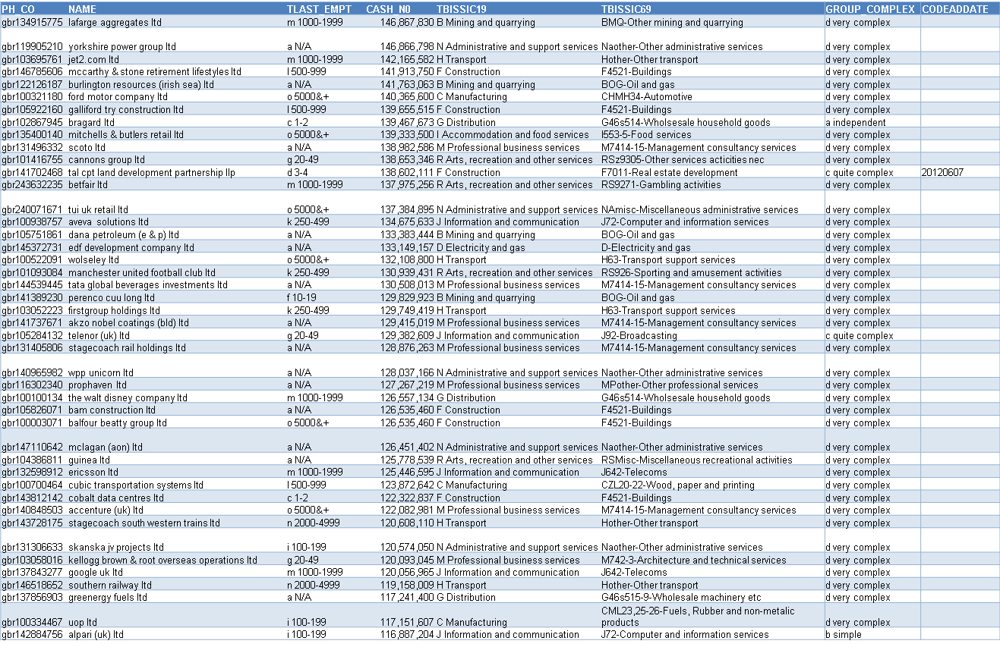 PH_CO NAME TLAST_EMPT CASH_N0 TBISSIC19 TBISSIC69 GROUP_COMPLEX CODEADDATE
gbr134915775 lafarge aggregates ltd m 1000-1999 146,867,830 B Mining and quarrying BMQ-Other mining and quarrying d very complex
gbr119905210 yorkshire power group ltd a N/A 146,866,798 N Administrative and support services Naother-Other administrative services d very complex
gbr103695761 jet2.com ltd m 1000-1999 142,165,582 H Transport Hother-Other transport d very complex
gbr146785606 mccarthy & stone retirement lifestyles ltd l 500-999 141,913,750 F Construction F4521-Buildings d very complex
gbr122126187 burlington resources (irish sea) ltd a N/A 141,763,063 B Mining and quarrying BOG-Oil and gas d very complex
gbr100321180 ford motor company ltd o 5000&+ 140,365,600 C Manufacturing CHMH34-Automotive d very complex
gbr105922160 galliford try construction ltd l 500-999 139,655,515 F Construction F4521-Buildings d very complex
gbr102867945 bragard ltd c 1-2 139,467,673 G Distribution G46s514-Wholsesale household goods a independent
gbr135400140 mitchells & butlers retail ltd o 5000&+ 139,333,500 I Accommodation and food services I553-5-Food services d very complex
gbr131496332 scoto ltd a N/A 138,982,586 M Professional business services M7414-15-Management consultancy services d very complex
gbr101416755 cannons group ltd g 20-49 138,653,346 R Arts, recreation and other services RSz9305-Other services acticities nec d very complex
gbr141702468 tal cpt land development partnership llp d 3-4 138,602,111 F Construction F7011-Real estate development c quite complex 20120607
gbr243632235 betfair ltd m 1000-1999 137,975,256 R Arts, recreation and other services RS9271-Gambling activities d very complex
gbr240071671 tui uk retail ltd o 5000&+ 137,384,895 N Administrative and support services NAmisc-Miscellaneous administrative services d very complex
gbr100938757 aveva solutions ltd k 250-499 134,675,633 J Information and communication J72-Computer and information services d very complex
gbr105751861 dana petroleum (e & p) ltd a N/A 133,383,444 B Mining and quarrying BOG-Oil and gas d very complex
gbr145372731 edf development company ltd a N/A 133,149,157 D Electricity and gas D-Electricity and gas d very complex
gbr100522091 wolseley ltd o 5000&+ 132,108,800 H Transport H63-Transport support services d very complex
gbr101093084 manchester united football club ltd k 250-499 130,939,431 R Arts, recreation and other services RS926-Sporting and amusement activities d very complex
gbr144539445 tata global beverages investments ltd a N/A 130,508,013 M Professional business services M7414-15-Management consultancy services d very complex
gbr141389230 perenco cuu long ltd f 10-19 129,829,923 B Mining and quarrying BOG-Oil and gas d very complex
gbr103052223 firstgroup holdings ltd k 250-499 129,749,419 H Transport H63-Transport support services d very complex
gbr141737671 akzo nobel coatings (bld) ltd a N/A 129,415,019 M Professional business services M7414-15-Management consultancy services d very complex
gbr105284132 telenor (uk) ltd g 20-49 129,382,609 J Information and communication J92-Broadcasting c quite complex
gbr131405806 stagecoach rail holdings ltd a N/A 128,876,263 M Professional business services M7414-15-Management consultancy services d very complex
gbr140965982 wpp unicorn ltd a N/A 128,037,166 N Administrative and support services Naother-Other administrative services d very complex
gbr116302340 prophaven ltd a N/A 127,267,219 M Professional business services MPother-Other professional services d very complex
gbr100100134 the walt disney company ltd m 1000-1999 126,557,134 G Distribution G46s514-Wholsesale household goods d very complex
gbr105826071 bam construction ltd a N/A 126,535,460 F Construction F4521-Buildings d very complex
gbr100003071 balfour beatty group ltd o 5000&+ 126,535,460 F Construction F4521-Buildings d very complex
gbr147110642 mclagan (aon) ltd a N/A 126,451,402 N Administrative and support services Naother-Other administrative services d very complex
gbr104386811 guinea ltd a N/A 125,778,539 R Arts, recreation and other services RSMisc-Miscellaneous recreational activities d very complex
gbr132598912 ericsson ltd m 1000-1999 125,446,595 J Information and communication J642-Telecoms d very complex
gbr100700464 cubic transportation systems ltd l 500-999 123,872,642 C Manufacturing CZL20-22-Wood, paper and printing d very complex
gbr143812142 cobalt data centres ltd c 1-2 122,322,837 F Construction F4521-Buildings d very complex
gbr140848503 accenture (uk) ltd o 5000&+ 122,082,981 M Professional business services M7414-15-Management consultancy services d very complex
gbr143728175 stagecoach south western trains ltd n 2000-4999 120,608,110 H Transport Hother-Other transport d very complex
gbr131306633 skanska jv projects ltd i 100-199 120,574,050 N Administrative and support services Naother-Other administrative services d very complex
gbr103058016 kellogg brown & root overseas operations ltd g 20-49 120,093,045 M Professional business services M742-3-Architecture and technical services d very complex
gbr137843277 google uk ltd m 1000-1999 120,056,965 J Information and communication J642-Telecoms d very complex
gbr146518652 southern railway ltd n 2000-4999 119,158,009 H Transport Hother-Other transport d very complex
gbr137856903 greenergy fuels ltd a N/A 117,241,400 G Distribution G46s515-9-Wholesale machinery etc d very complex
CML23,25-26-Fuels, Rubber and non-metalic
gbr100334467 uop ltd i 100-199 117,151,607 C Manufacturing products d very complex
gbr142884756 alpari (uk) ltd i 100-199 116,887,204 J Information and communication J72-Computer and information services b simple